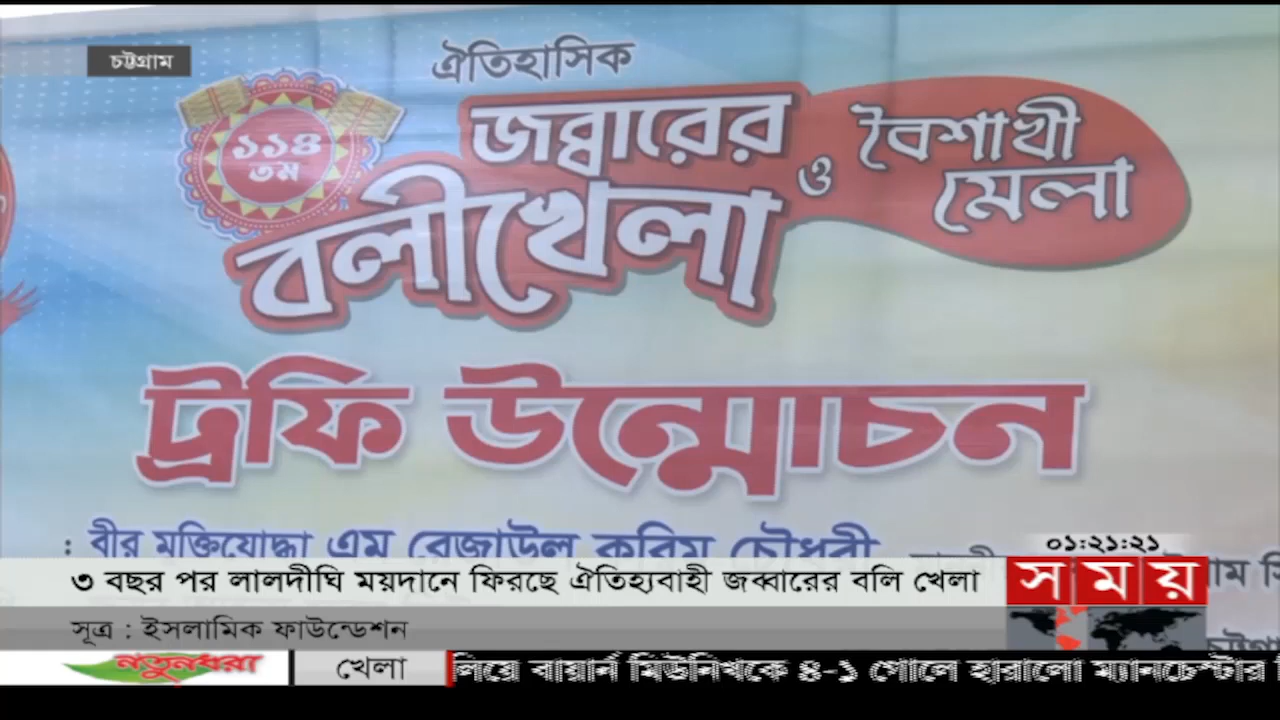 চট্টগ্রাম
ঐতিহাসিক
১১৪
তম
জব্বারের
বলীখেলা
ও
বৈশাখী
মেলা
ট্রফি উন্মোচন
: বীর মুক্তিযোদ্ধা এম রেজাউল করিম চৌধুরী
০১:২১:২১
৩ বছর পর লালদীঘি ময়দানে ফিরছে ঐতিহ্যবাহী জব্বারের বলি খেলা
সময়
সূত্র : ইসলামিক ফাউন্ডেশন
নতুনধরা
খেলা
লিয়ে বায়ার্ন মিউনিখকে ৪-১ গোলে হারালো ম্যানচেস্টার